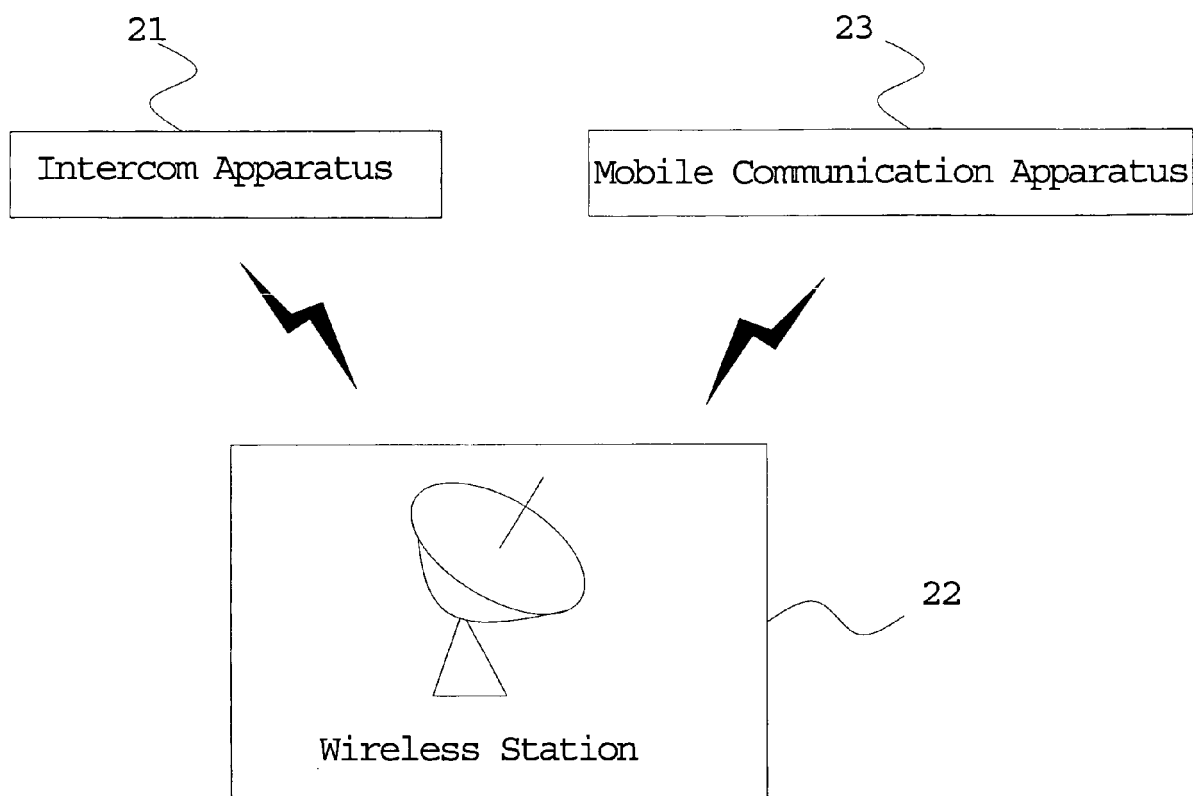 21
23
Intercom Apparatus
Mobile Communication Apparatus
22
Wireless Station